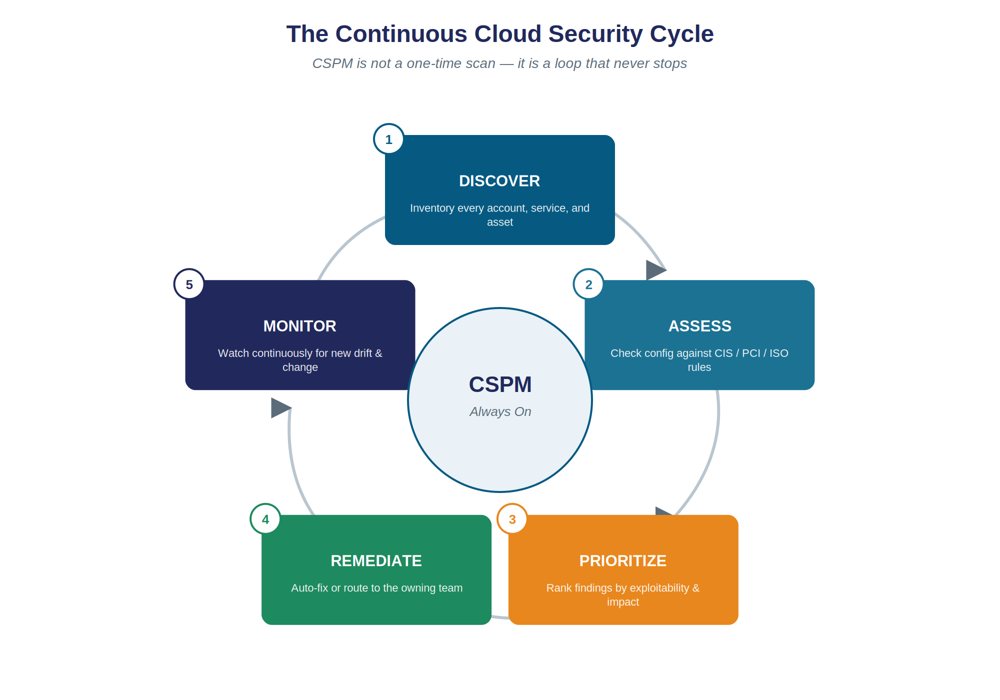 The Continuous Cloud Security Cycle
CSPM is not a one-time scan — it is a loop that never stops
1
DISCOVER
Inventory every account, service, and
asset
2
ASSESS
Check config against CIS / PCI / ISO
rules
3
PRIORITIZE
Rank findings by exploitability &
impact
4
REMEDIATE
Auto-fix or route to the owning team
5
MONITOR
Watch continuously for new drift &
change
CSPM
Always On